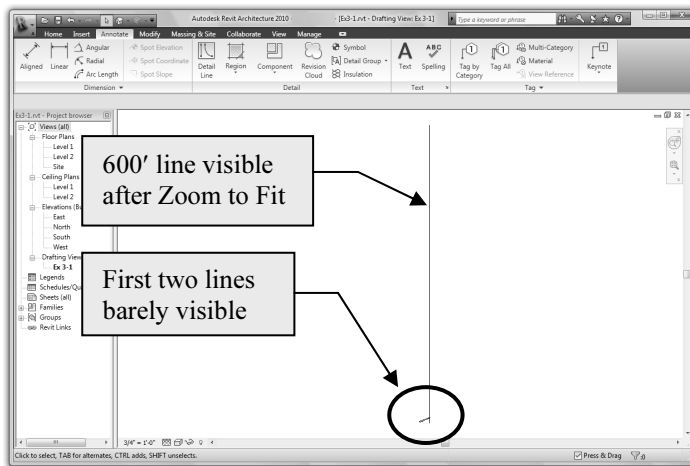 Autodesk Revit Architecture 2010 - [Ex3-1.rvt - Drafting View: Ex 3-1]
Type a keyword or phrase
Home Insert Annotate Modify Massing & Site Collaborate View Manage
Aligned
Linear
Angular
Radial
Arc Length
Spot Elevation
Spot Coordinate
Spot Slope
Dimension
Detail Line
Region
Component
Revision Cloud
Symbol
Detail Group
Insulation
Detail
Text
Spelling
Text
Tag by Category
Tag All
Multi-Category
Material
View Reference
Tag
Keynote
Ex3-1.rvt - Project browser
Views (all)
Floor Plans
Level 1
Level 2
Site
Ceiling Plans
Level 1
Level 2
Elevations (Bu
East
North
South
West
Drafting View
Ex 3-1
Legends
Schedules/Qu
Sheets (all)
Families
Groups
Revit Links
600′ line visible
after Zoom to Fit
First two lines
barely visible
3/4" = 1'-0"
Click to select, TAB for alternates, CTRL adds, SHIFT unselects.
Press & Drag
:0